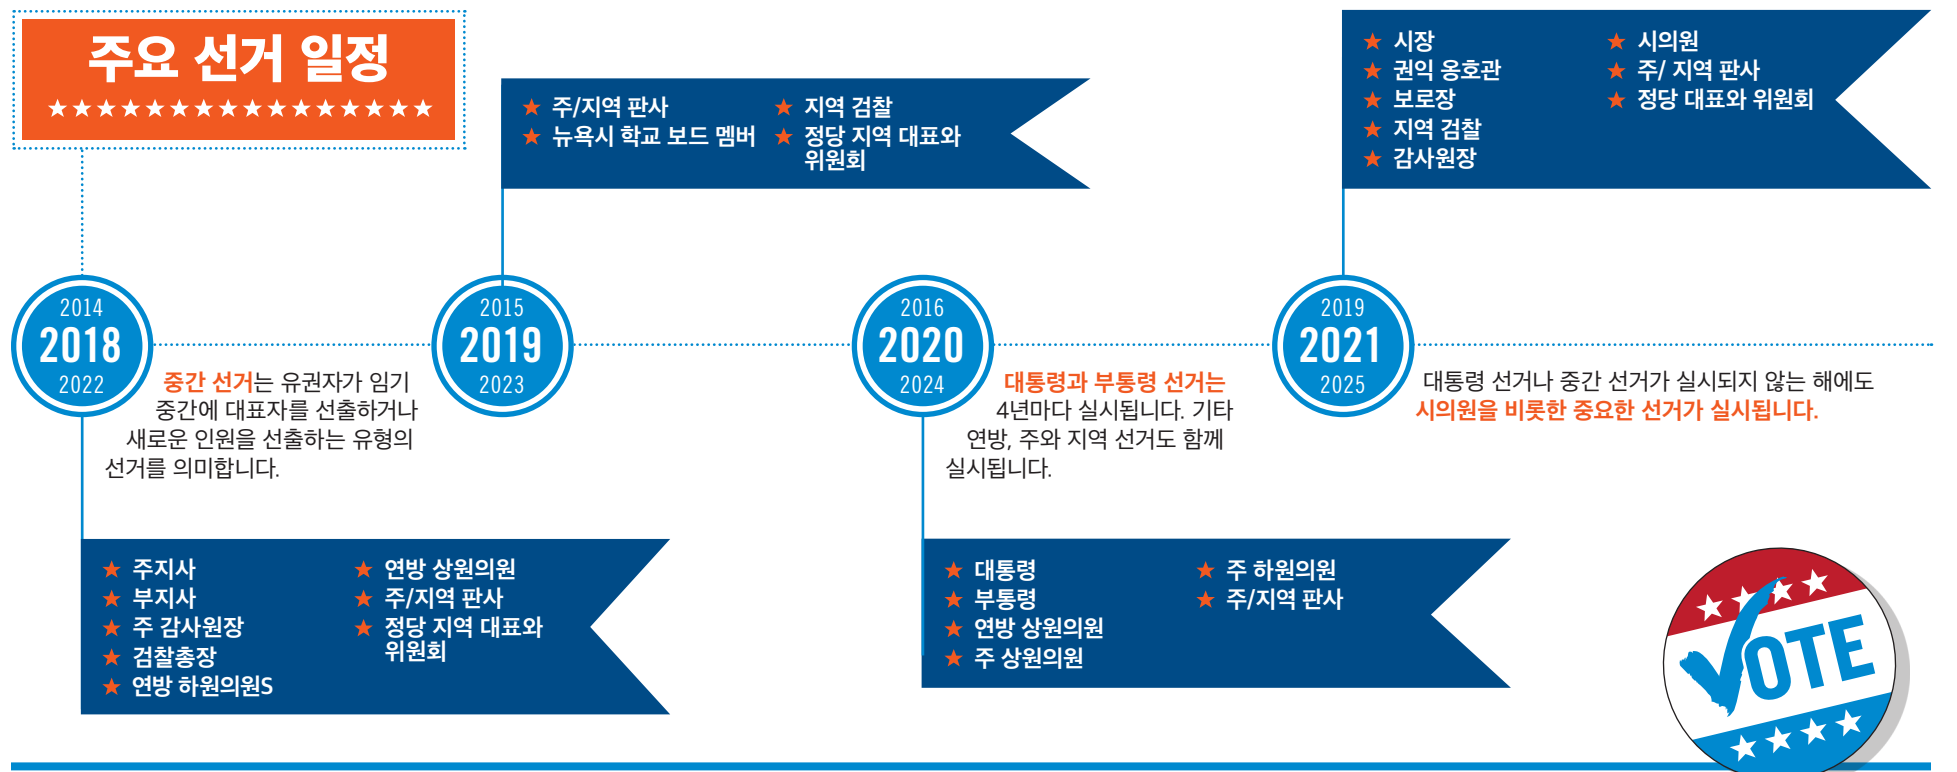 주요 선거 일정
2014
2018
2022
중간 선거는 유권자가 임기
중간에 대표자를 선출하거나
새로운 인원을 선출하는 유형의
선거를 의미합니다.
주지사
부지사
주 감사원장
검찰총장
연방 하원의원S
연방 상원의원
주/지역 판사
정당 지역 대표와
위원회
주/지역 판사
뉴욕시 학교 보드 멤버
지역 검찰
정당 지역 대표와
위원회
2015
2019
2023
2016
2020
2024
대통령과 부통령 선거는
4년마다 실시됩니다. 기타
연방, 주와 지역 선거도 함께
실시됩니다.
대통령
부통령
연방 상원의원
주 상원의원
주 하원의원
주/지역 판사
시장
권익 옹호관
보로장
지역 검찰
감사원장
시의원
주/ 지역 판사
정당 대표와 위원회
2019
2021
2025
대통령 선거나 중간 선거가 실시되지 않는 해에도
시의원을 비롯한 중요한 선거가 실시됩니다.
VOTE